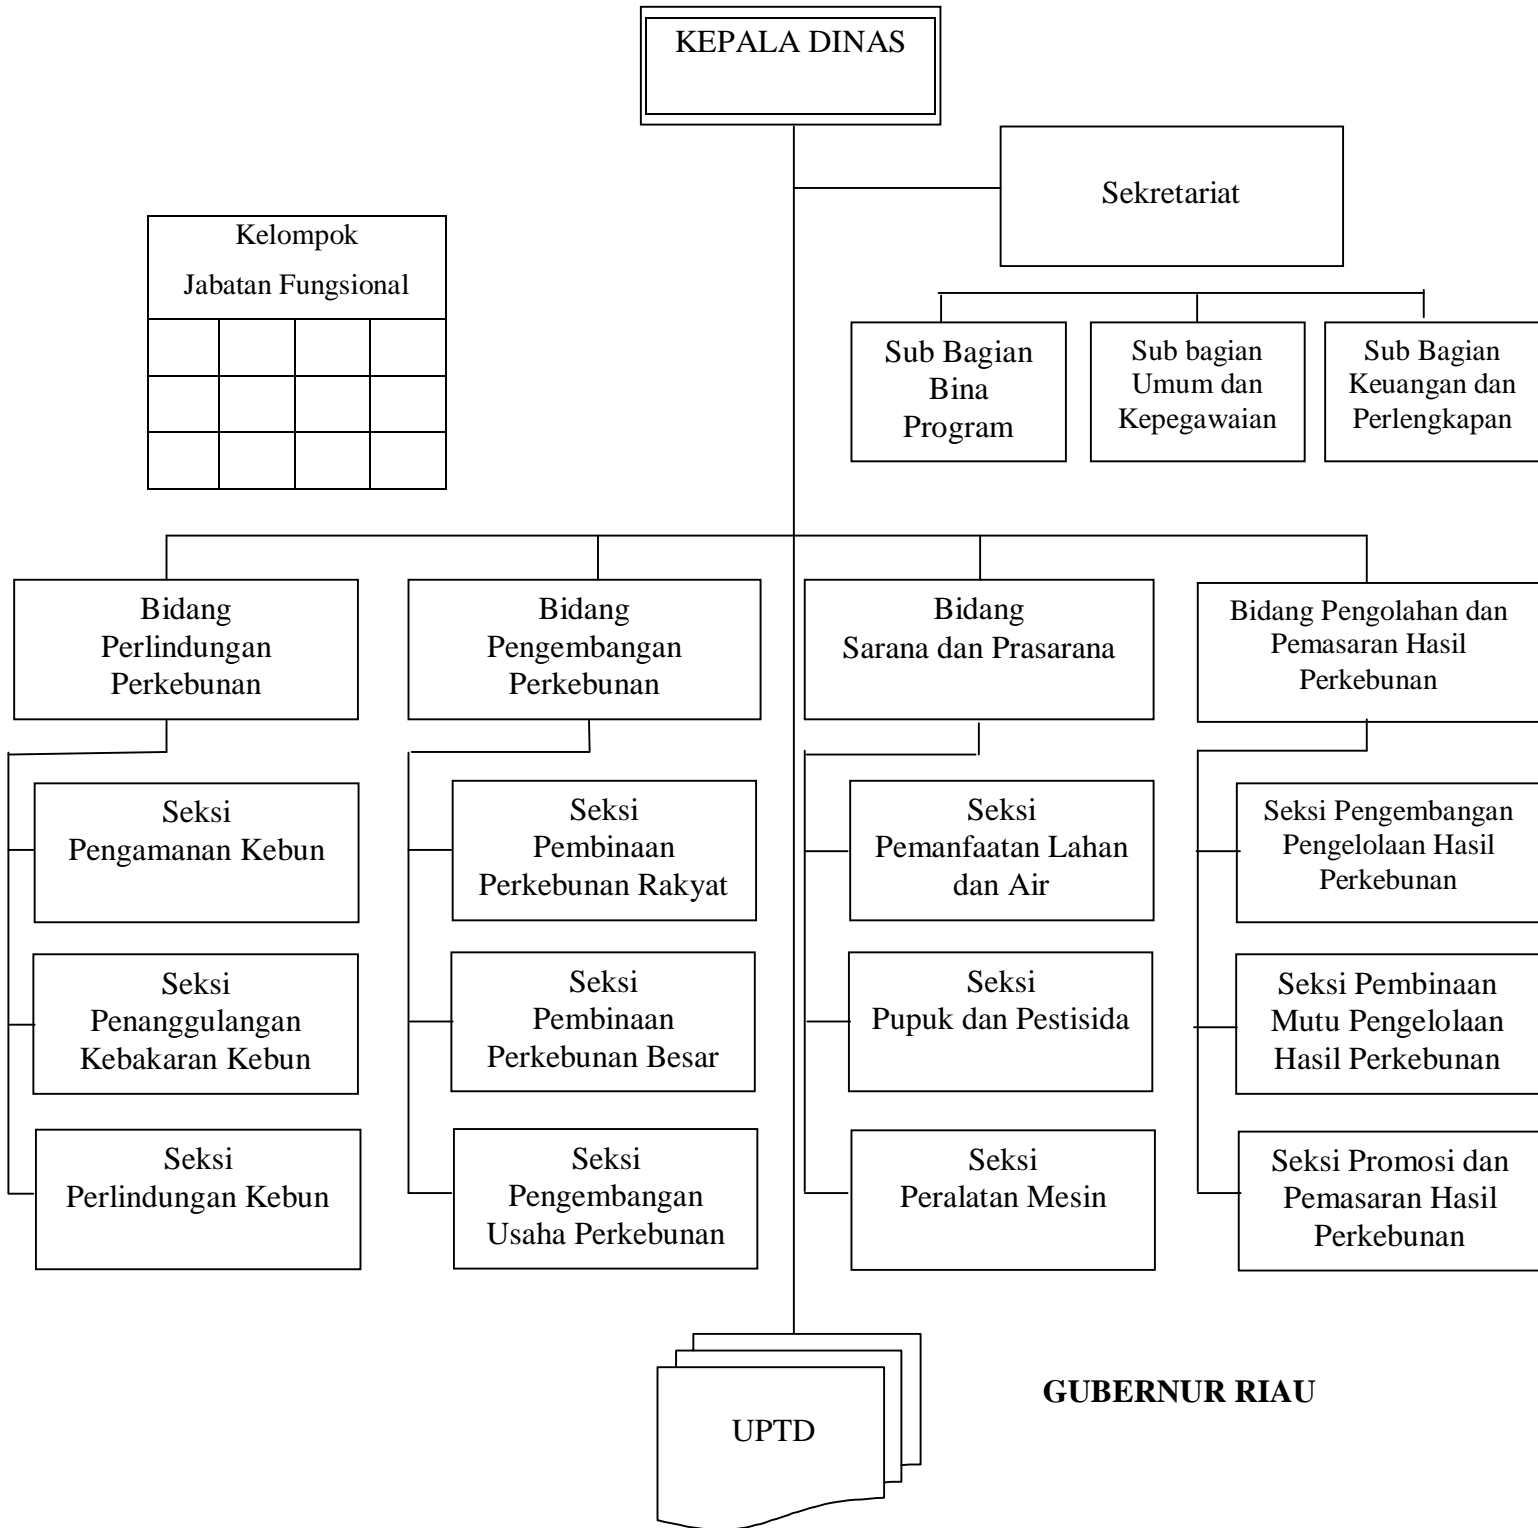 KEPALA DINAS
Sekretariat
Kelompok
Jabatan Fungsional
Sub Bagian
Bina
Program
Sub bagian
Umum dan
Kepegawaian
Sub Bagian
Keuangan dan
Perlengkapan
Bidang
Perlindungan
Perkebunan
Bidang
Pengembangan
Perkebunan
Bidang
Sarana dan Prasarana
Bidang Pengolahan dan
Pemasaran Hasil
Perkebunan
Seksi
Pengamanan Kebun
Seksi
Pembinaan
Perkebunan Rakyat
Seksi
Pemanfaatan Lahan
dan Air
Seksi Pengembangan
Pengelolaan Hasil
Perkebunan
Seksi
Penanggulangan
Kebakaran Kebun
Seksi
Pembinaan
Perkebunan Besar
Seksi
Pupuk dan Pestisida
Seksi Pembinaan
Mutu Pengelolaan
Hasil Perkebunan
Seksi
Perlindungan Kebun
Seksi
Pengembangan
Usaha Perkebunan
Seksi
Peralatan Mesin
Seksi Promosi dan
Pemasaran Hasil
Perkebunan
GUBERNUR RIAU
UPTD